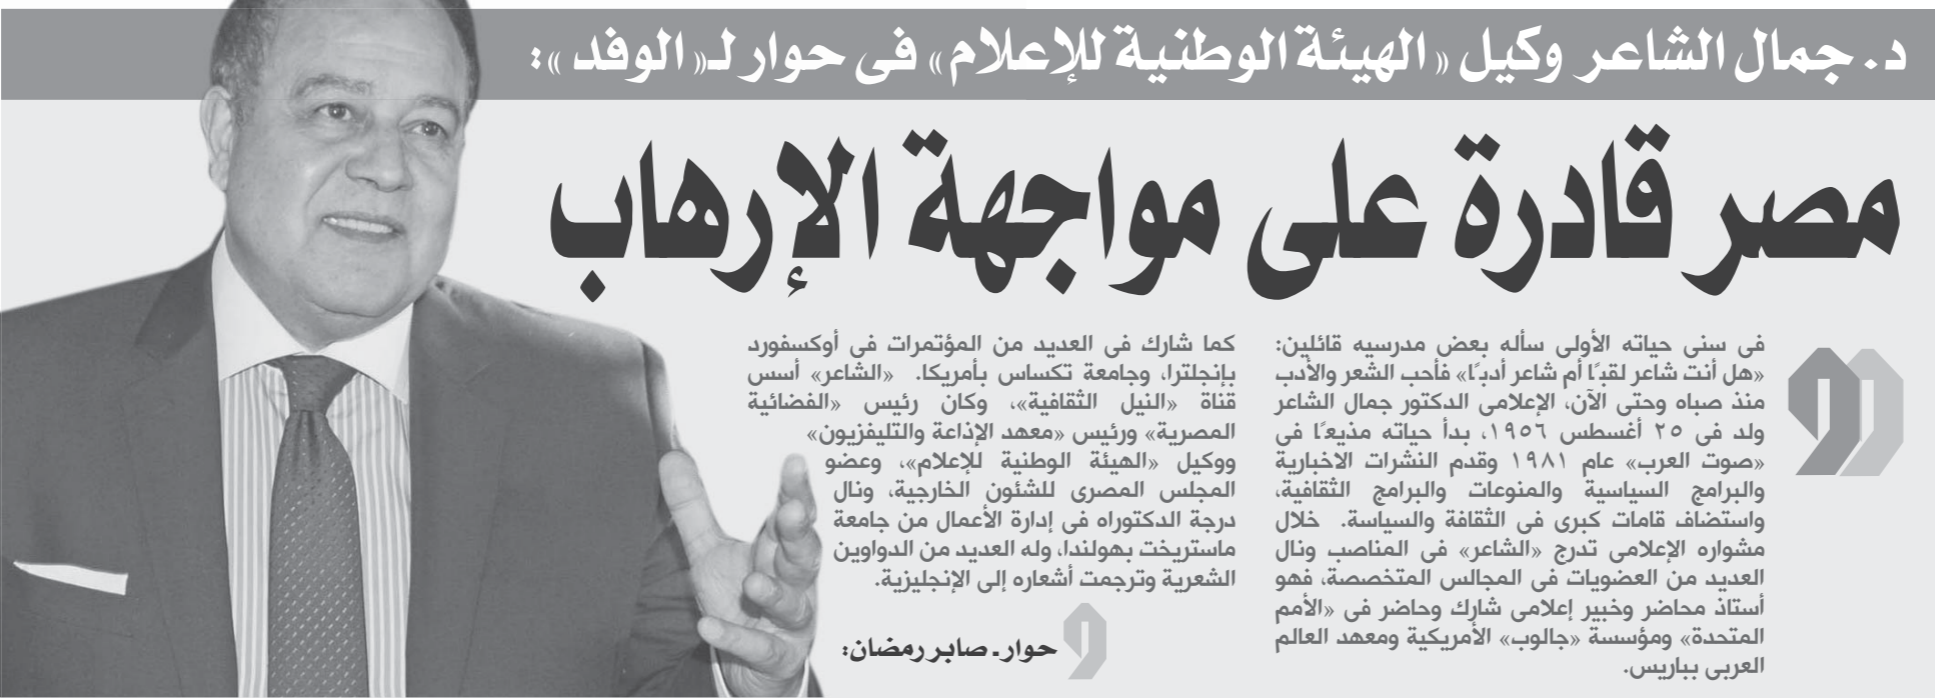 د. جمال الشاعر وكيل «الهيئة الوطنية للإعلام» فى حوار لـ«الوفد»:
مصر قادرة على مواجهة الإرهاب
فى سنى حياته الأولى سأله بعض مدرسيه قائلين:
«هل أنت شاعر لقبًا أم شاعر أدبًا» فأحب الشعر والأدب
منذ صباه وحتى الآن، الإعلامى الدكتور جمال الشاعر
ولد فى ٢٥ أغسطس ١٩٥٦، بدأ حياته مذيعًا فى
«صوت العرب» عام ١٩٨١ وقدم النشرات الاخبارية
والبرامج السياسية والمنوعات والبرامج الثقافية،
واستضاف قامات كبرى فى الثقافة والسياسة. خلال
مشواره الإعلامى تدرج «الشاعر» فى المناصب ونال
العديد من العضويات فى المجالس المتخصصة، فهو
أستاذ محاضر وخبير إعلامى شارك وحاضر فى «الأمم
المتحدة» ومؤسسة «جالوب» الأمريكية ومعهد العالم
العربى بباريس.
كما شارك فى العديد من المؤتمرات فى أوكسفورد
بإنجلترا، وجامعة تكساس بأمريكا. «الشاعر» أسس
قناة «النيل الثقافية»، وكان رئيس «الفضائية
المصرية» ورئيس «معهد الإذاعة والتليفزيون»
ووكيل «الهيئة الوطنية للإعلام»، وعضو
المجلس المصرى للشئون الخارجية، ونال
درجة الدكتوراه فى إدارة الأعمال من جامعة
ماستريخت بهولندا، وله العديد من الدواوين
الشعرية وترجمت أشعاره إلى الإنجليزية.
حوار ـ صابر رمضان: